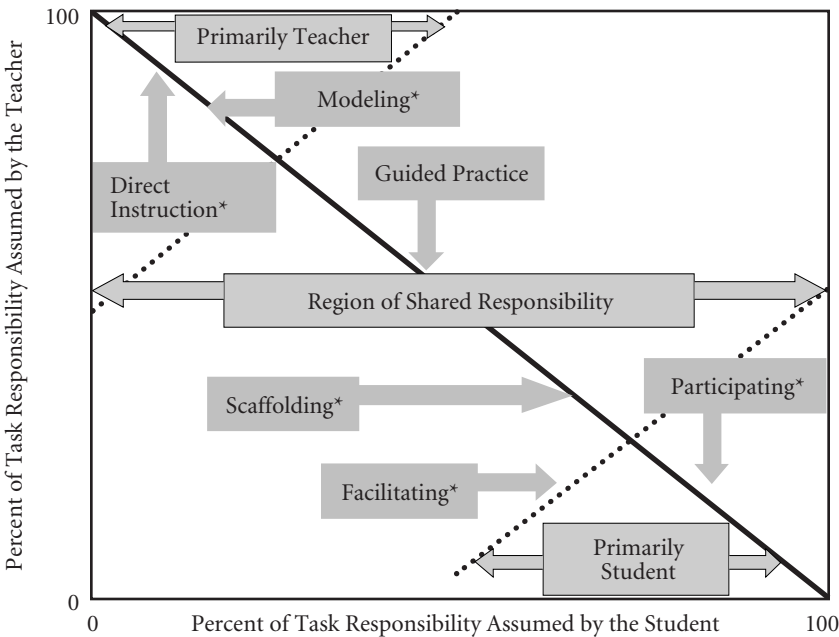 100
Primarily Teacher
Modeling*
Guided Practice
Direct
Instruction*
Region of Shared Responsibility
Participating*
Scaffolding*
Facilitating*
Primarily
Student
Percent of Task Responsibility Assumed by the Teacher
0
0
Percent of Task Responsibility Assumed by the Student
100